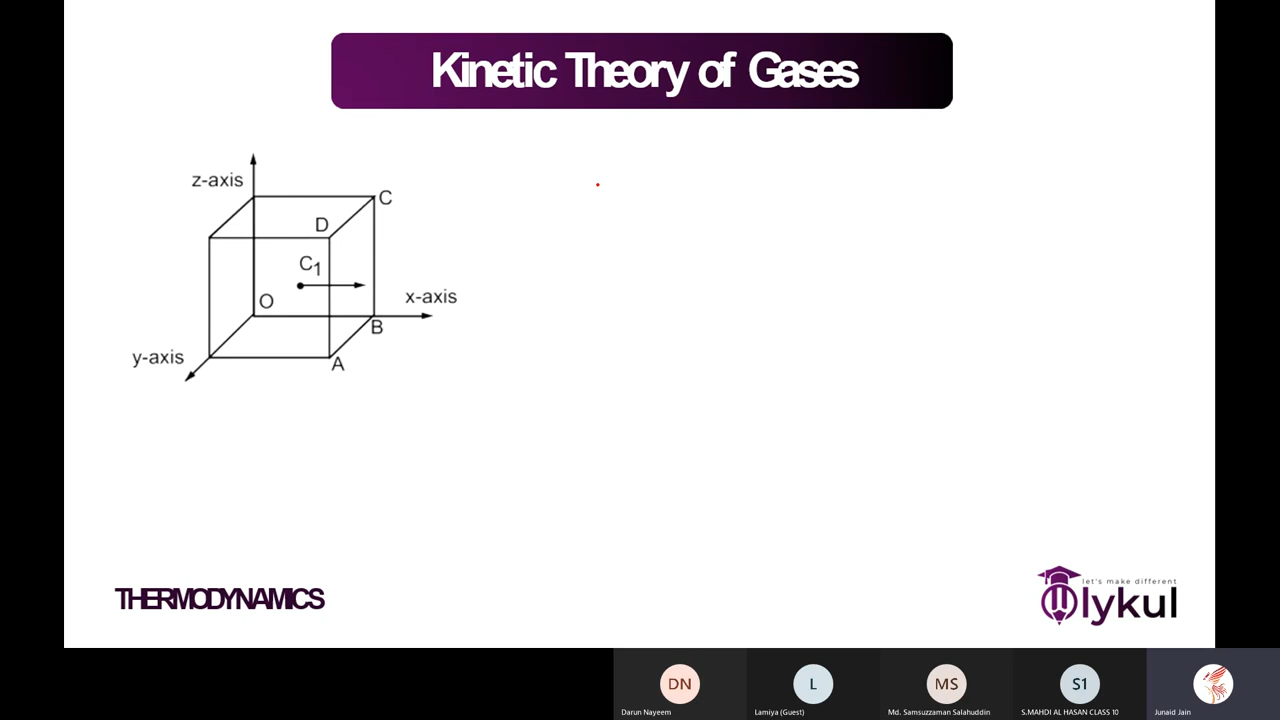 Kinetic Theory of Gases
z-axis
C
D
C1
O
x-axis
B
y-axis
A
THERMODYNAMICS
let's make different
lykul
DN
L
MS
S1
Darun Nayeem
Lamiya (Guest)
Md. Samsuzzaman Salahuddin
S.MAHDI AL HASAN CLASS 10
Junaid Jain